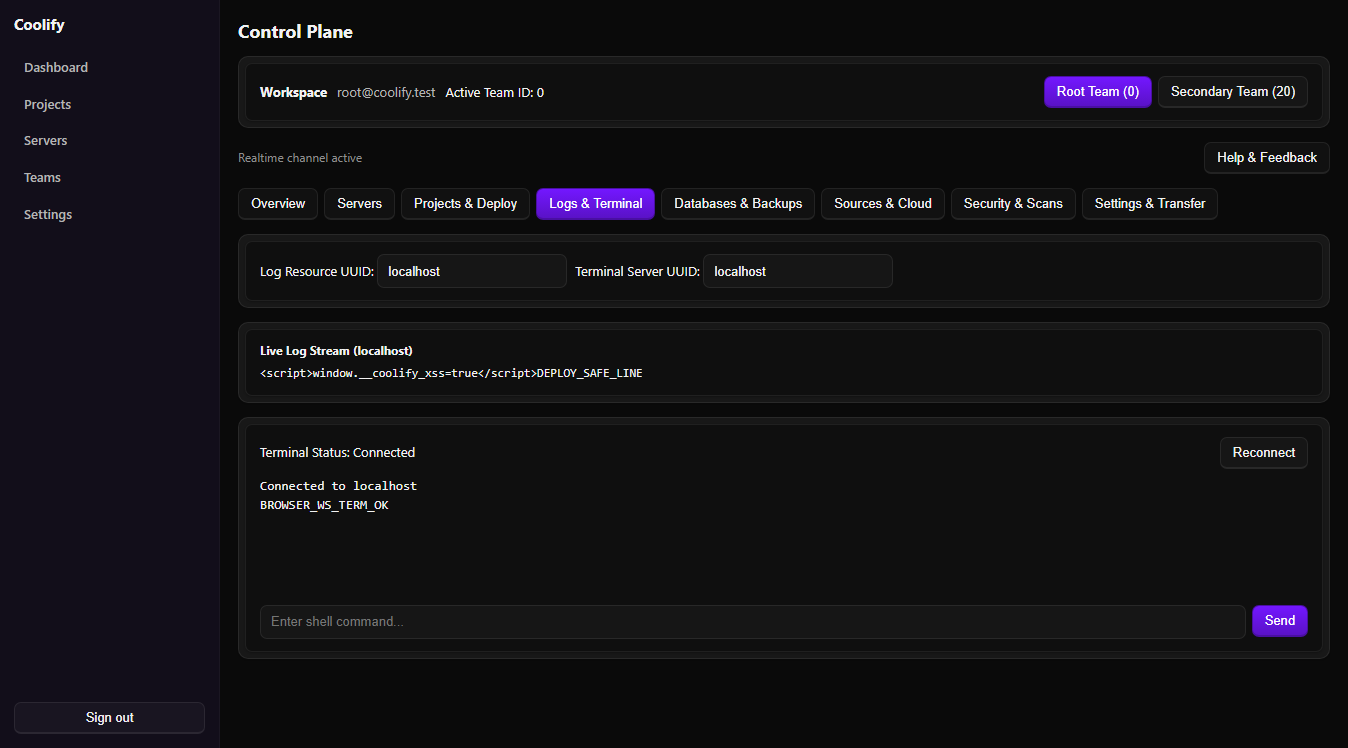 Coolify
Dashboard
Projects
Servers
Teams
Settings
Sign out
Control Plane
Workspace root@coolify.test Active Team ID: 0
Root Team (0)
Secondary Team (20)
Realtime channel active
Help & Feedback
Overview
Servers
Projects & Deploy
Logs & Terminal
Databases & Backups
Sources & Cloud
Security & Scans
Settings & Transfer
Log Resource UUID: localhost Terminal Server UUID: localhost
Live Log Stream (localhost)
<script>window.__coolify_xss=true</script>DEPLOY_SAFE_LINE
Terminal Status: Connected
Reconnect
Connected to localhost
BROWSER_WS_TERM_OK
Enter shell command...
Send